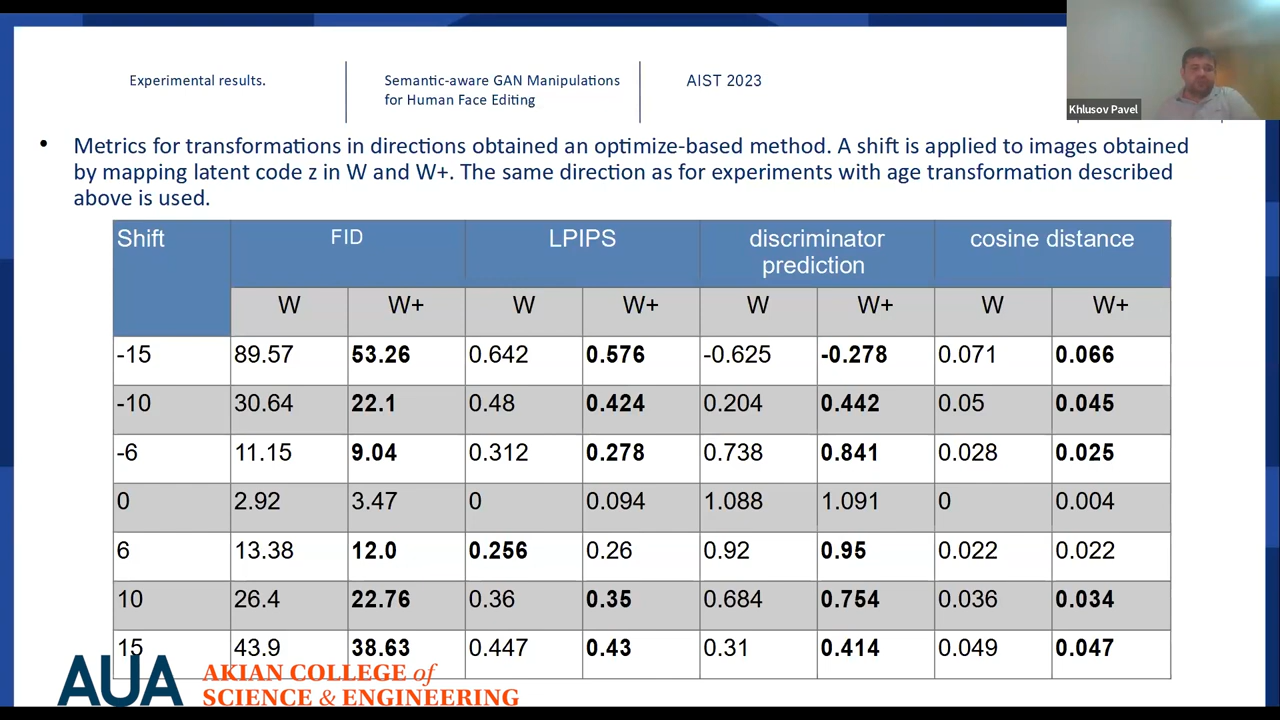 Experimental results.
Semantic-aware GAN Manipulations
for Human Face Editing
AIST 2023
Khlusov Pavel
• Metrics for transformations in directions obtained an optimize-based method. A shift is applied to images obtained
by mapping latent code z in W and W+. The same direction as for experiments with age transformation described
above is used.
Shift FID LPIPS discriminator prediction cosine distance
W W+ W W+ W W+ W W+
-15 89.57 53.26 0.642 0.576 -0.625 -0.278 0.071 0.066
-10 30.64 22.1 0.48 0.424 0.204 0.442 0.05 0.045
-6 11.15 9.04 0.312 0.278 0.738 0.841 0.028 0.025
0 2.92 3.47 0 0.094 1.088 1.091 0 0.004
6 13.38 12.0 0.256 0.26 0.92 0.95 0.022 0.022
10 26.4 22.76 0.36 0.35 0.684 0.754 0.036 0.034
15 43.9 38.63 0.447 0.43 0.31 0.414 0.049 0.047
AUA AKIAN COLLEGE of
SCIENCE & ENGINEERING